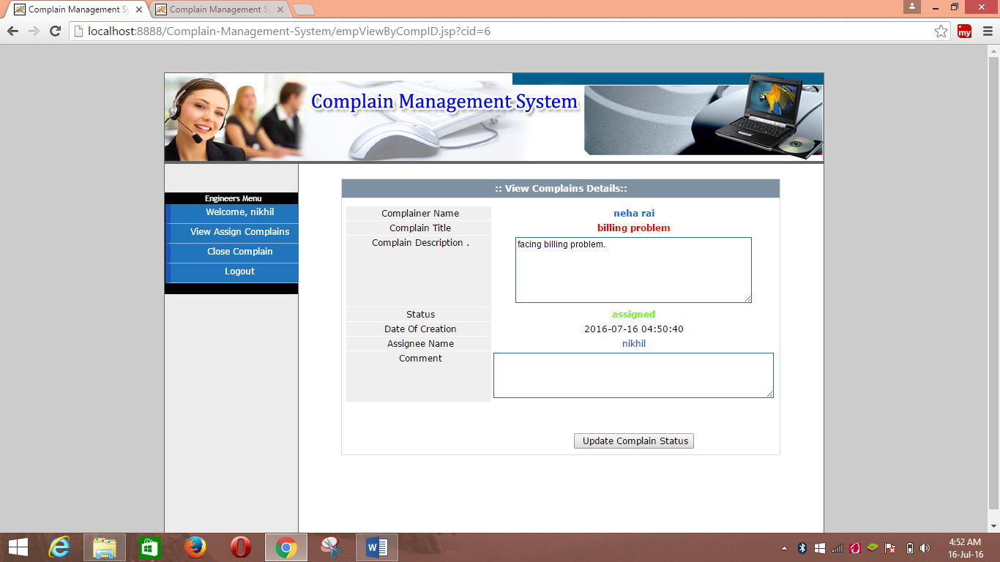 Complain Management S
Complain Management S
localhost:8888/Complain-Management-System/empViewByCompID.jsp?cid=6
my
Complain Management System
Engineers Menu
Welcome, nikhil
View Assign Complains
Close Complain
Logout
:: View Complains Details::
Complainer Name neha rai
Complain Title billing problem
Complain Description . facing billing problem.
Status assigned
Date Of Creation 2016-07-16 04:50:40
Assignee Name nikhil
Comment
Update Complain Status
4:52 AM
16-Jul-16